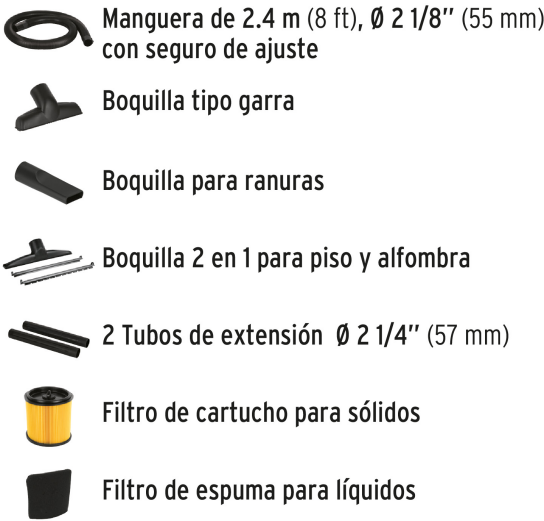 Manguera de 2.4 m (8 ft), Ø 2 1/8” (55 mm)
con seguro de ajuste
Boquilla tipo garra
Boquilla para ranuras
Boquilla 2 en 1 para piso y alfombra
2 Tubos de extensión Ø 2 1/4” (57 mm)
Filtro de cartucho para sólidos
Filtro de espuma para líquidos